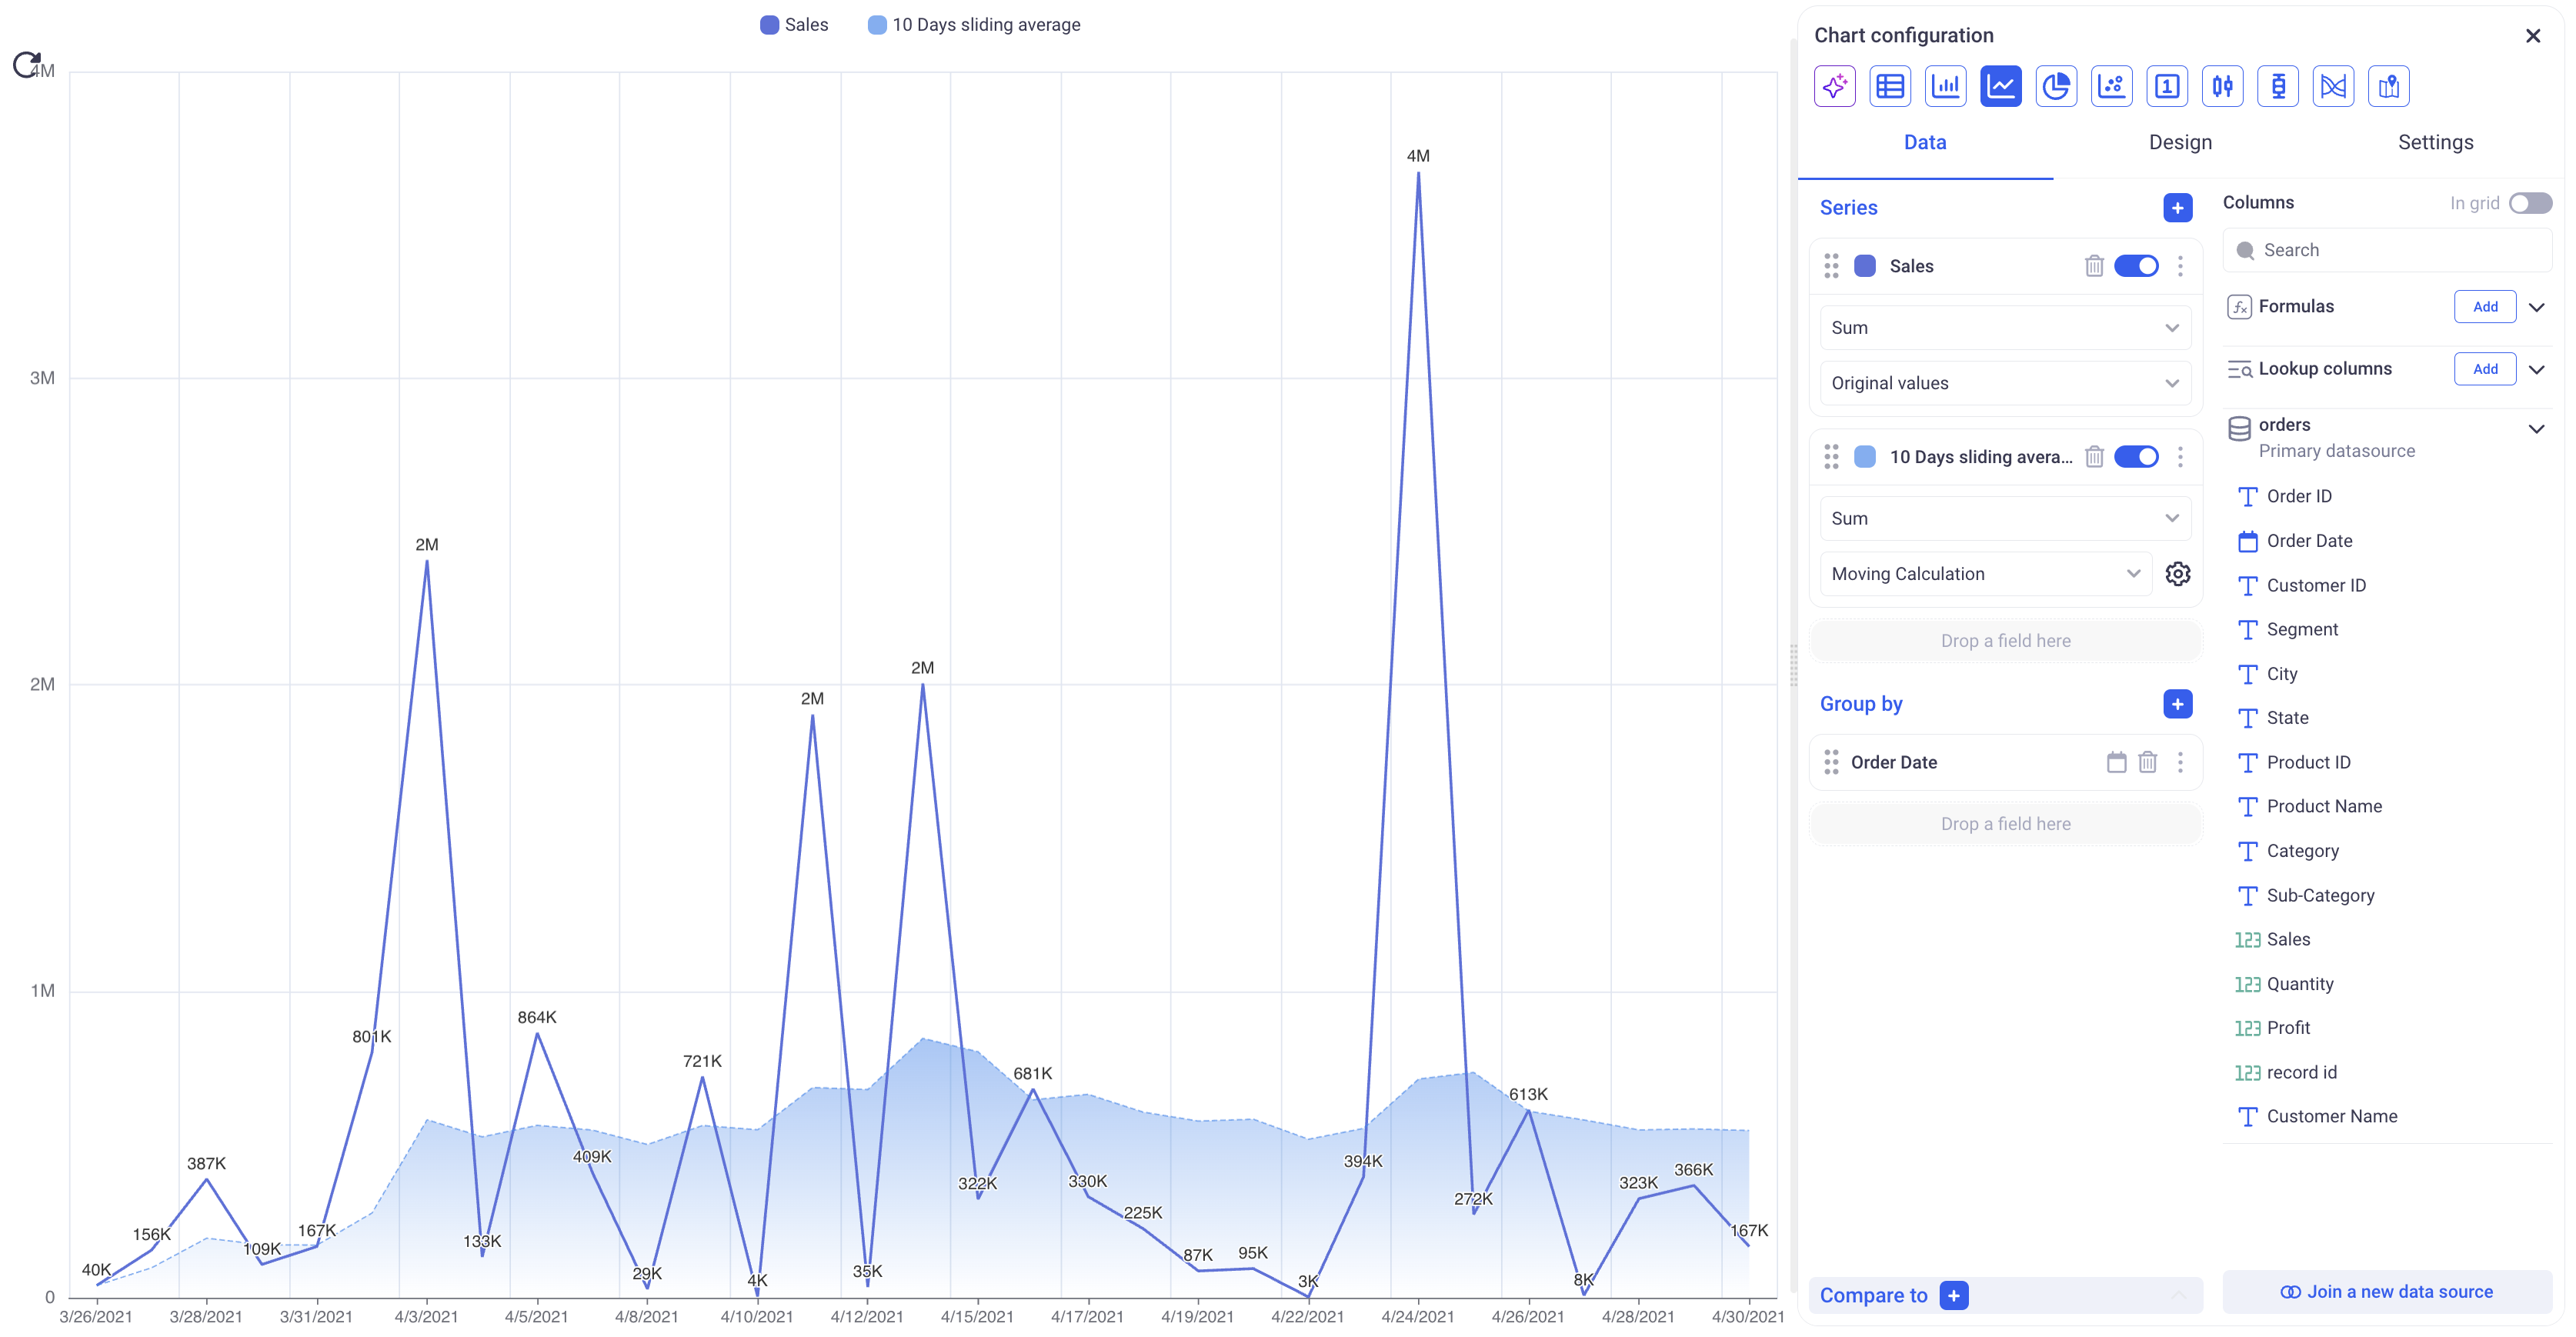 Sales 10 Days sliding average
4M
3M
2M
1M
0
40K
156K
387K
109K
167K
801K
2M
133K
864K
409K
29K
721K
4K
2M
35K
2M
322K
681K
330K
225K
87K
95K
3K
394K
4M
272K
613K
8K
323K
366K
167K
3/26/2021 3/28/2021 3/31/2021 4/3/2021 4/5/2021 4/8/2021 4/10/2021 4/12/2021 4/15/2021 4/17/2021 4/19/2021 4/22/2021 4/24/2021 4/26/2021 4/28/2021 4/30/2021
Chart configuration
1
Data Design Settings
Series
Sales
Sum
Original values
10 Days sliding avera...
Sum
Moving Calculation
Drop a field here
Group by
Order Date
Drop a field here
Compare to
Columns In grid
Search
fx Formulas Add
Lookup columns Add
orders
Primary datasource
T Order ID
Order Date
T Customer ID
T Segment
T City
T State
T Product ID
T Product Name
T Category
T Sub-Category
123 Sales
123 Quantity
123 Profit
123 record id
T Customer Name
Join a new data source